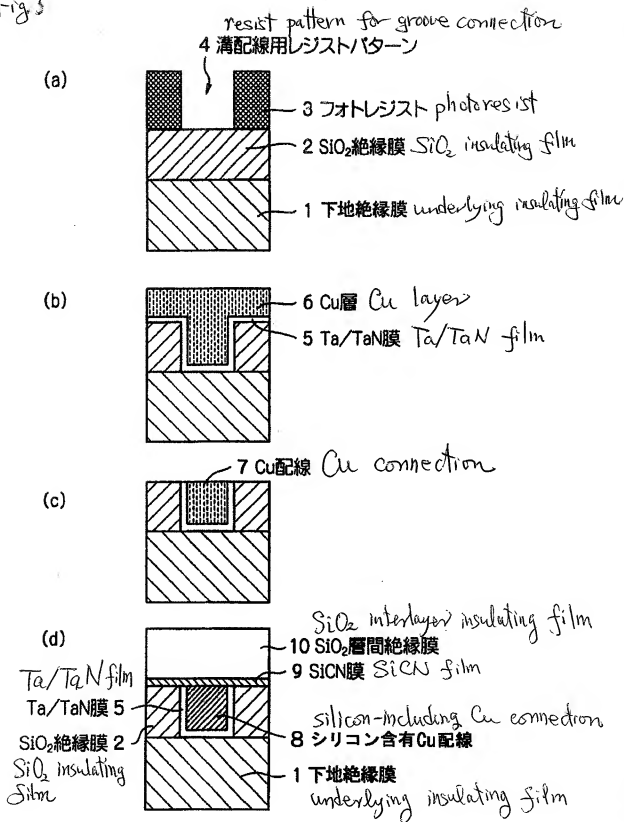 Fig 3
resist pattern for groove connection
4 溝配線用レジストパターン
(a)
3 フォトレジスト photoresist
2 SiO₂絶縁膜 SiO₂ insulating film
1 下地絶縁膜 underlying insulating film
(b)
6 Cu層 Cu layer
5 Ta/TaN膜 Ta/TaN film
7 Cu配線 Cu connection
(c)
SiO₂ interlayer insulating film
(d)
10 SiO₂層間絶縁膜
9 SiCN膜 SiCN film
Ta/TaN film
Ta/TaN膜 5
silicon-including Cu connection
8 シリコン含有Cu配線
SiO₂絶縁膜 2
SiO₂ insulating
film
1 下地絶縁膜
underlying insulating film